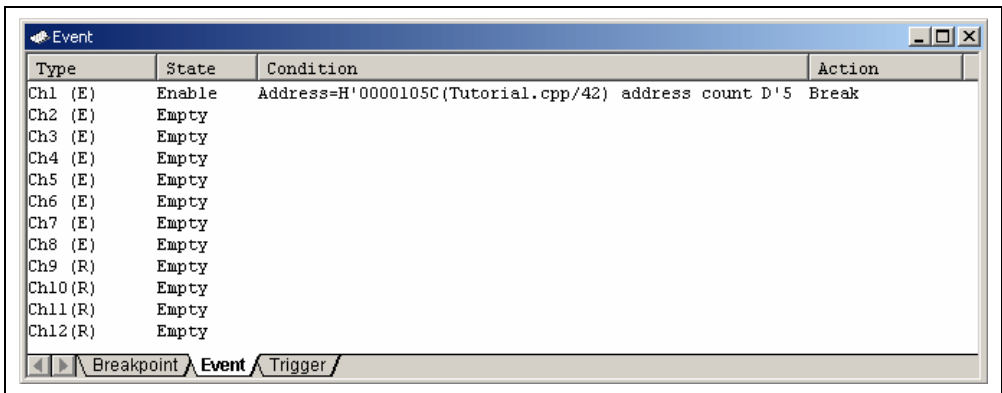 Event
Type State Condition Action
Ch1 (E) Enable Address=H'0000105C(Tutorial.cpp/42) address count D'5 Break
Ch2 (E) Empty
Ch3 (E) Empty
Ch4 (E) Empty
Ch5 (E) Empty
Ch6 (E) Empty
Ch7 (E) Empty
Ch8 (E) Empty
Ch9 (R) Empty
Ch10(R) Empty
Ch11(R) Empty
Ch12(R) Empty
Breakpoint Event Trigger